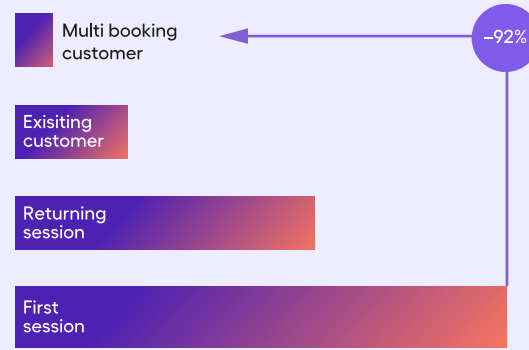 Multi booking
customer
–92%
Exisiting
customer
Returning
session
First
session